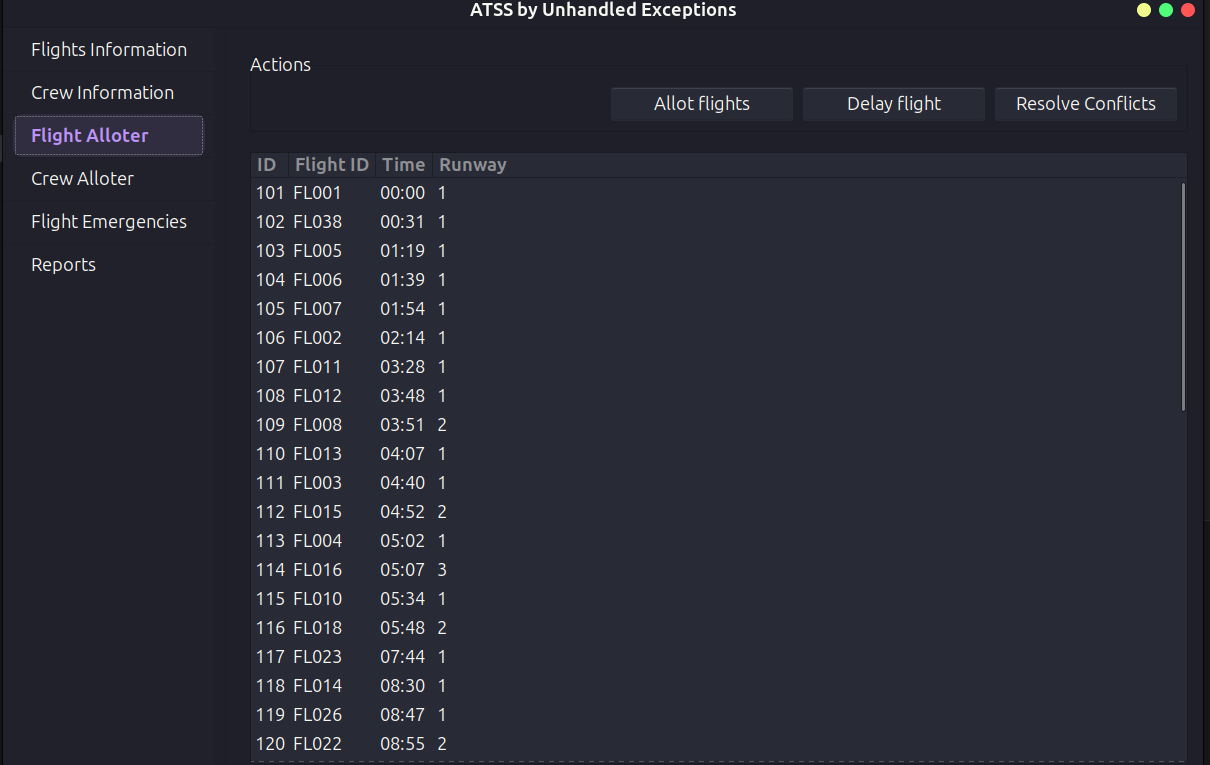 ATSS by Unhandled Exceptions
Flights Information
Crew Information
Flight Alloter
Crew Alloter
Flight Emergencies
Reports
Actions
Allot flights Delay flight Resolve Conflicts
ID Flight ID Time Runway
101 FL001 00:00 1
102 FL038 00:31 1
103 FL005 01:19 1
104 FL006 01:39 1
105 FL007 01:54 1
106 FL002 02:14 1
107 FL011 03:28 1
108 FL012 03:48 1
109 FL008 03:51 2
110 FL013 04:07 1
111 FL003 04:40 1
112 FL015 04:52 2
113 FL004 05:02 1
114 FL016 05:07 3
115 FL010 05:34 1
116 FL018 05:48 2
117 FL023 07:44 1
118 FL014 08:30 1
119 FL026 08:47 1
120 FL022 08:55 2